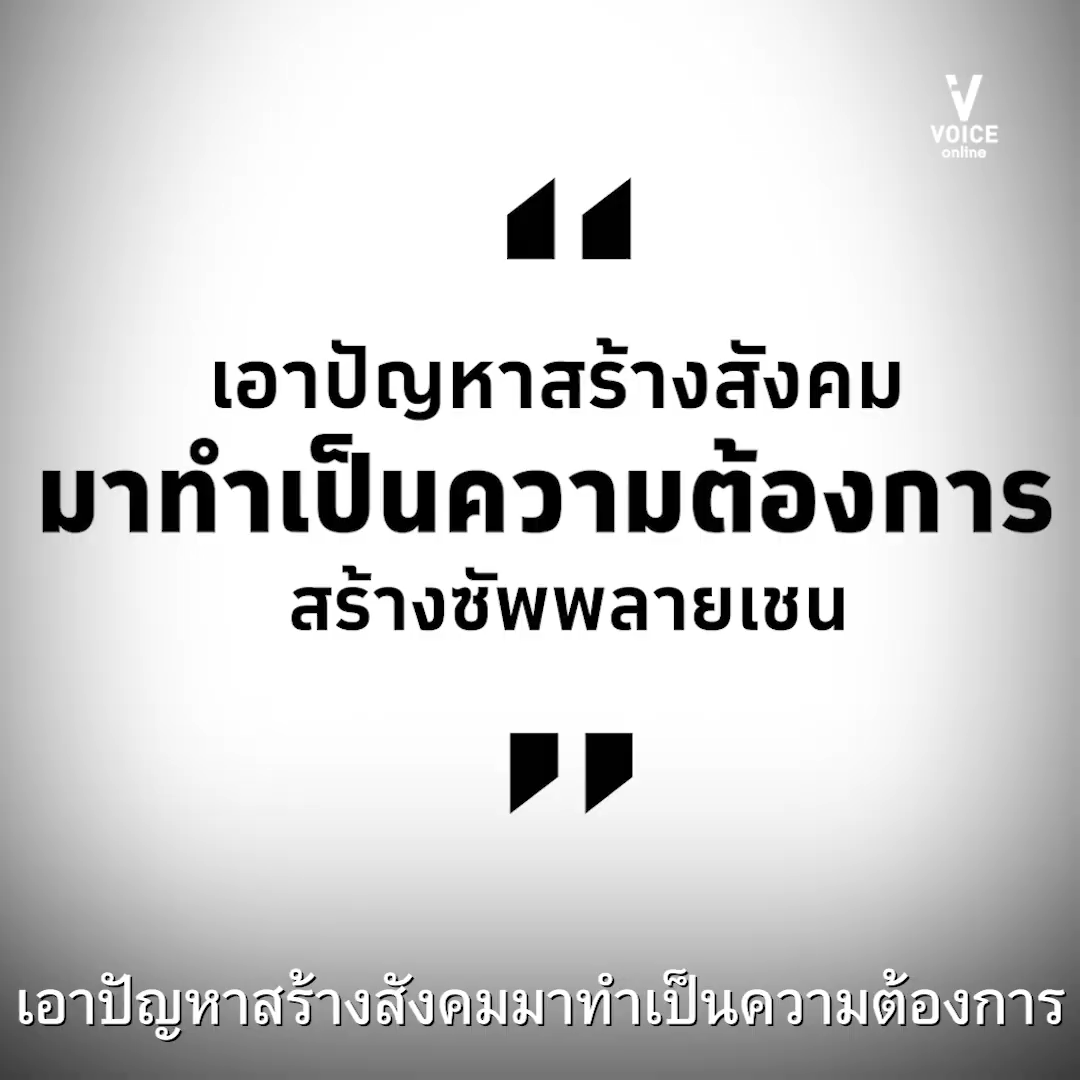 VOICE
online
“
เอาปัญหาสร้างสังคม
มาทำเป็นความต้องการ
สร้างซัพพลายเชน
”
เอาปัญหาสร้างสังคมมาทำเป็นความต้องการ